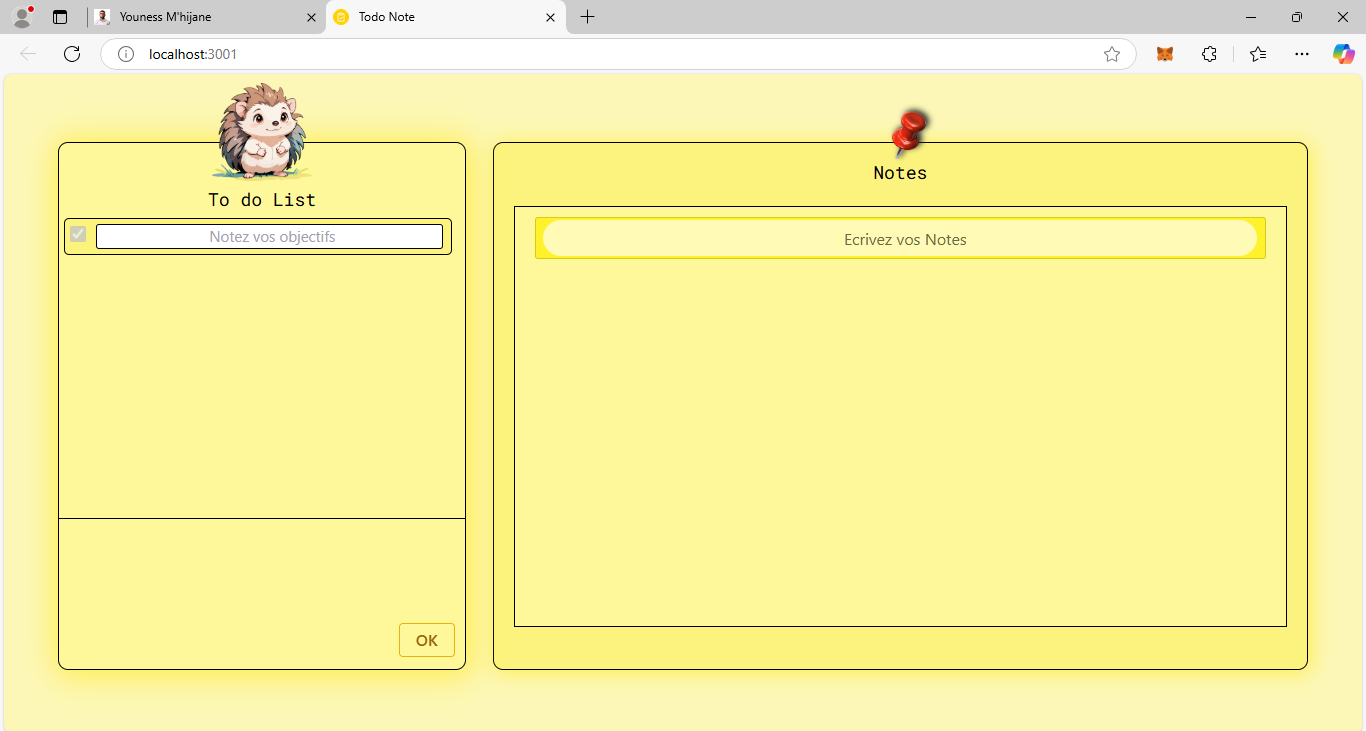 Youness M'hijane
Todo Note
localhost:3001
To do List
Notez vos objectifs
OK
Notes
Ecrivez vos Notes